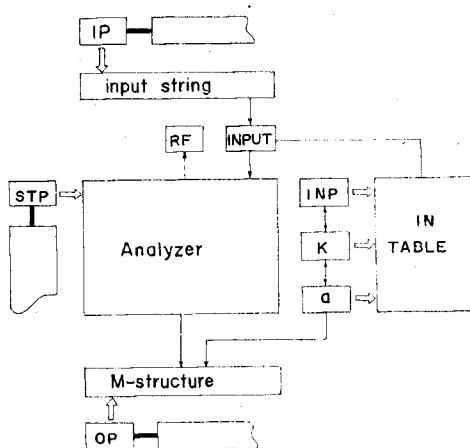 IP
input string
RF
INPUT
STP
INP
IN
TABLE
Analyzer
K
a
M-structure
OP